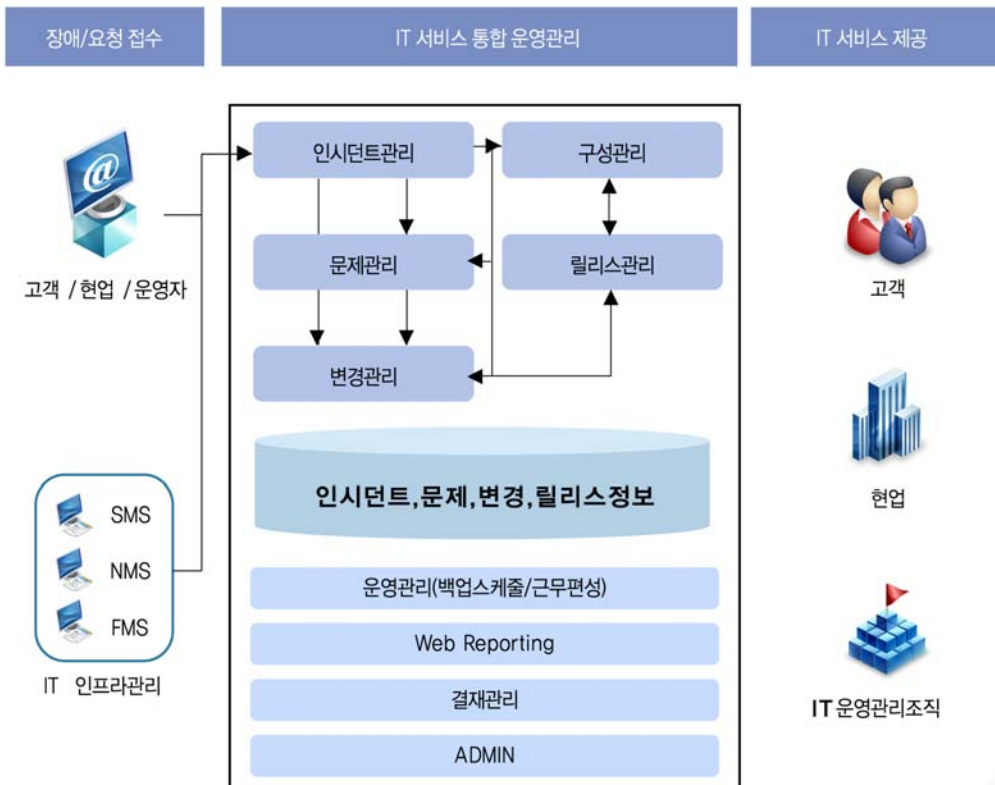 장애/요청 접수
IT 서비스 통합 운영관리
IT 서비스 제공
고객 / 현업 / 운영자
SMS
NMS
FMS
IT 인프라관리
인시던트관리
구성관리
문제관리
릴리스관리
변경관리
인시던트,문제,변경,릴리스정보
운영관리(백업스케줄/근무편성)
Web Reporting
결재관리
ADMIN
고객
현업
IT 운영관리조직